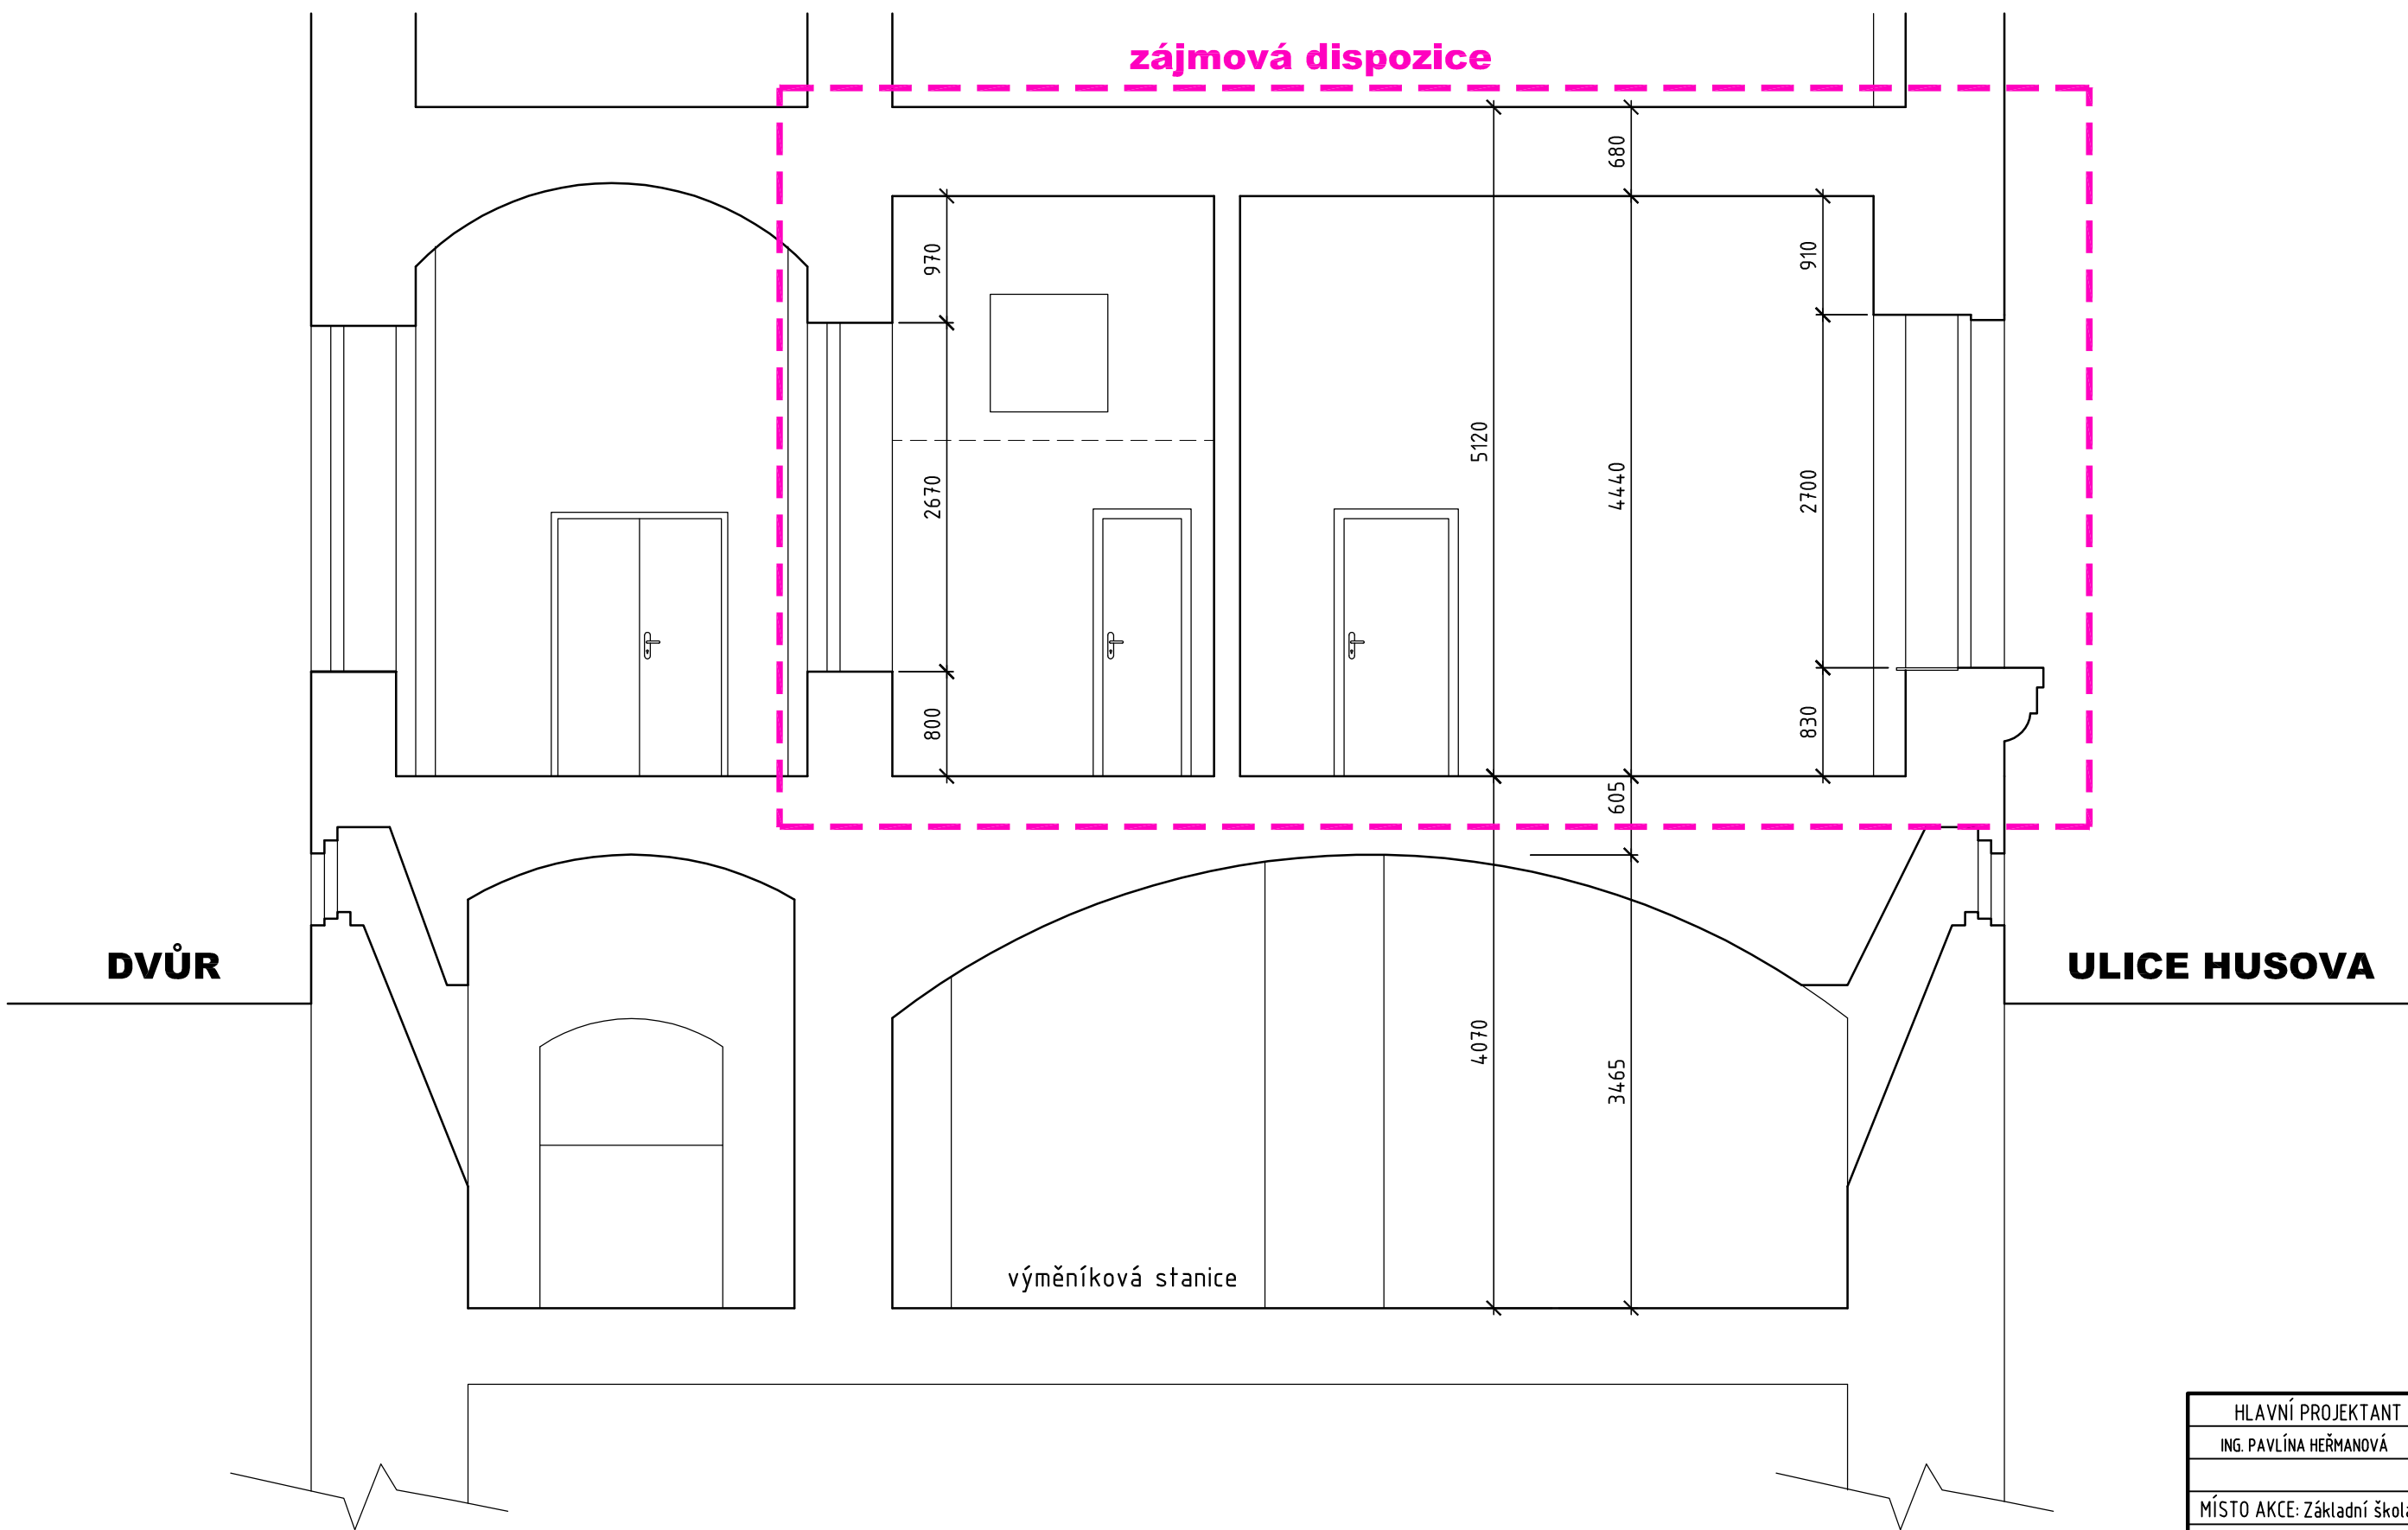 zájmová dispozice
680
970
910
5120
4440
2670
2700
800
830
605
DVŮR
ULICE HUSOVA
4070
3465
výměníková stanice
HLAVNÍ PROJEKTANT
ING. PAVLÍNA HEŘMANOVÁ
MÍSTO AKCE: Základní škola